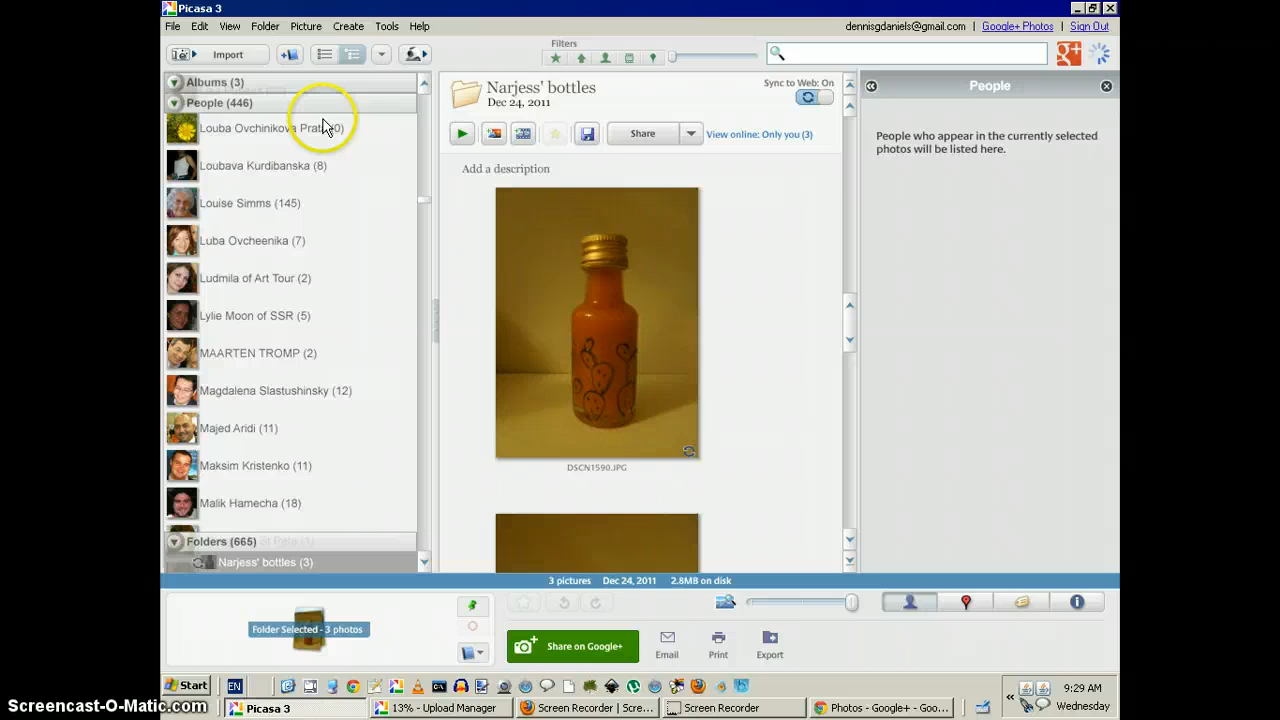 Picasa 3
File Edit View Folder Picture Create Tools Help
dennisgdaniels@gmail.com Google+ Photos Sign Out
Import
Filters
Albums (3)
People (446)
Louba Ovchinikova Prat
Loubava Kurdibanska (8)
Louise Simms (145)
Luba Ovcheenika (7)
Ludmila of Art Tour (2)
Lylie Moon of SSR (5)
MAARTEN TROMP (2)
Magdalena Slastushinsky (12)
Majed Aridi (11)
Maksim Kristenko (11)
Malik Hamecha (18)
Folders (665)
Narjess' bottles (3)
Narjess' bottles
Dec 24, 2011
Sync to Web: On
Share
View online: Only you (3)
Add a description
DSCN1590.JPG
People
People who appear in the currently selected
photos will be listed here.
3 pictures Dec 24, 2011 2.8MB on disk
Folder Selected - 3 photos
Share on Google+
Email
Print
Export
Start
EN
9:29 AM
Wednesday
Picasa 3
13% - Upload Manager
Screen Recorder | Scre...
Screen Recorder
Photos - Google+ - Goo...
Screencast-O-Matic.com